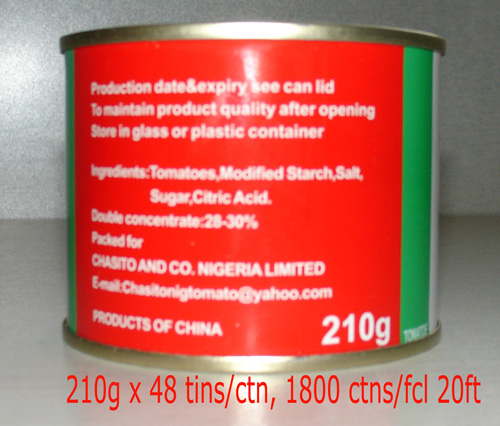 Production date&expiry see can lid
To maintain product quality after opening
Store in glass or plastic container
Ingredients:Tomatoes,Modified Starch,Salt,
Sugar,Citric Acid.
Double concentrate:28-30%
Packed for
CHASITO AND CO. NIGERIA LIMITED
E-mail:Chasitonigtomato@yahoo.com
PRODUCTS OF CHINA
210g
210g x 48 tins/ctn, 1800 ctns/fcl 20ft